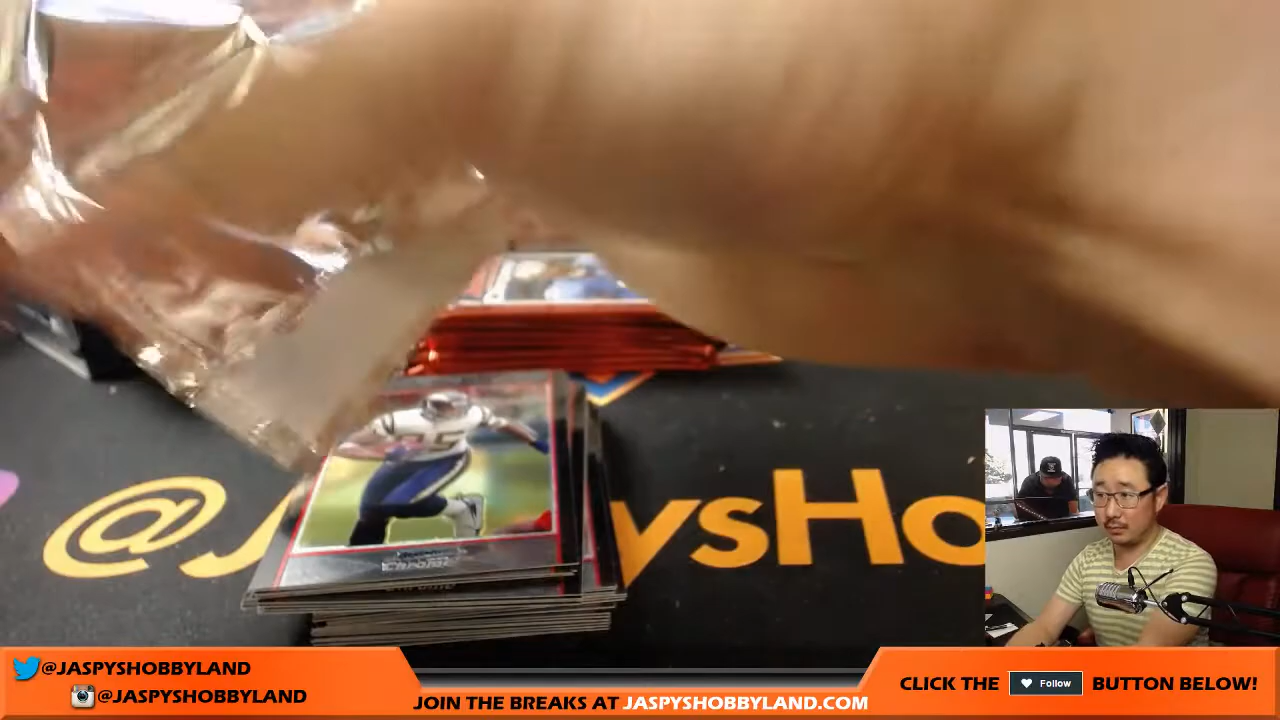 @J ysHo
@JASPYSHOBBYLAND
@JASPYSHOBBYLAND
JOIN THE BREAKS AT JASPYSHOBBYLAND.COM
CLICK THE Follow BUTTON BELOW!